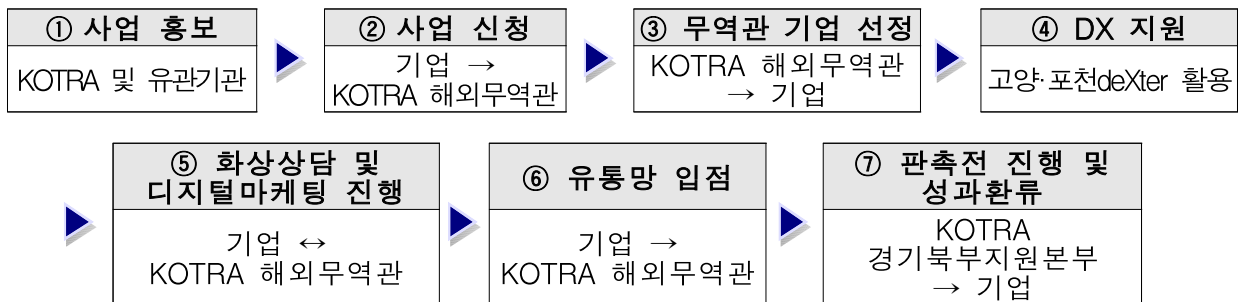 ① 사업 홍보
KOTRA 및 유관기관
② 사업 신청
기업 →
KOTRA 해외무역관
③ 무역관 기업 선정
KOTRA 해외무역관
→ 기업
④ DX 지원
고양·포천deXter 활용
⑤ 화상상담 및
디지털마케팅 진행
기업 ↔
KOTRA 해외무역관
⑥ 유통망 입점
기업 →
KOTRA 해외무역관
⑦ 판촉전 진행 및
성과환류
KOTRA
경기북부지원본부
→ 기업